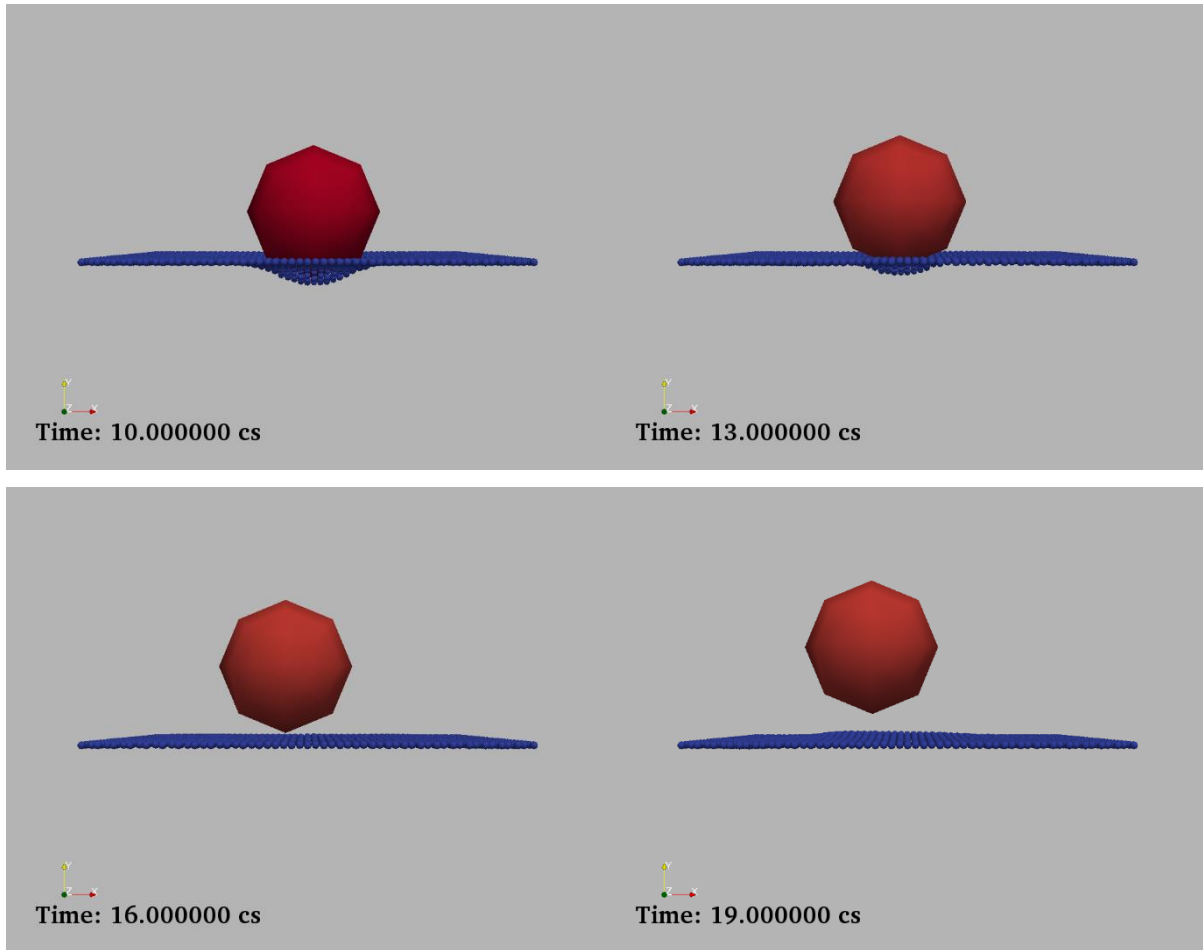 Y
Z X
Time: 10.000000 cs
Y
Z X
Time: 13.000000 cs
Y
Z X
Time: 16.000000 cs
Y
Z X
Time: 19.000000 cs